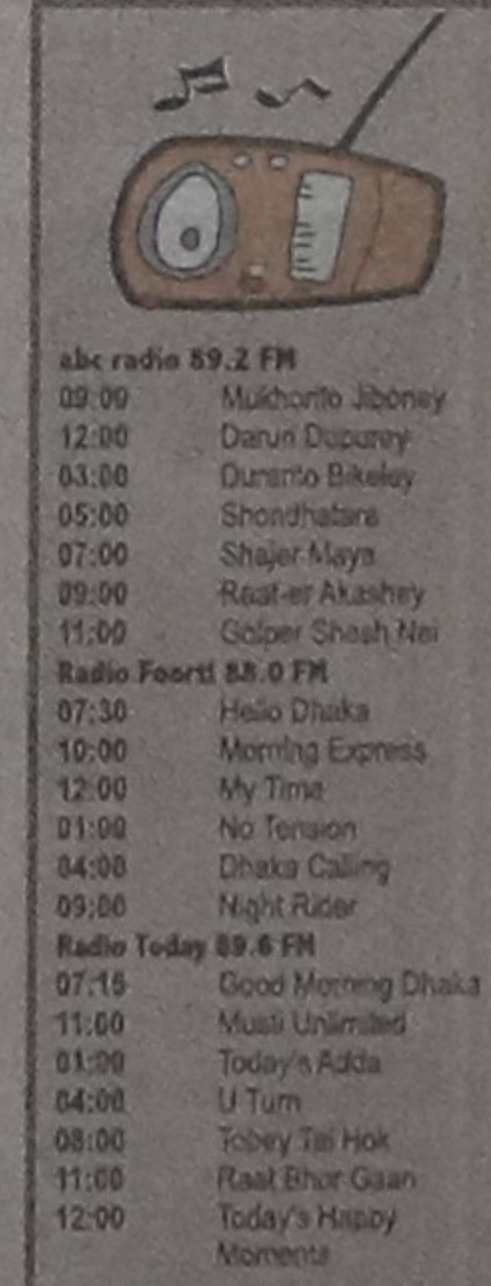 abc radio 89.2 FM
09:00 Mukhorito Jiboney
12:00 Darun Dupurey
03:00 Duranto Bikeley
05:00 Shondhatara
07:00 Shajer Maya
09:00 Raat-er Akashey
11:00 Golper Shesh Nei
Radio Foorti 88.0 FM
07:30 Hello Dhaka
10:00 Morning Express
12:00 My Time
01:00 No Tension
04:00 Dhaka Calling
09:00 Night Rider
Radio Today 89.6 FM
07:15 Good Morning Dhaka
11:00 Musti Unlimited
01:00 Today's Adda
04:00 U Turn
08:00 Tobey Tai Hok
11:00 Raat Bhor Gaan
12:00 Today's Happy
Moments